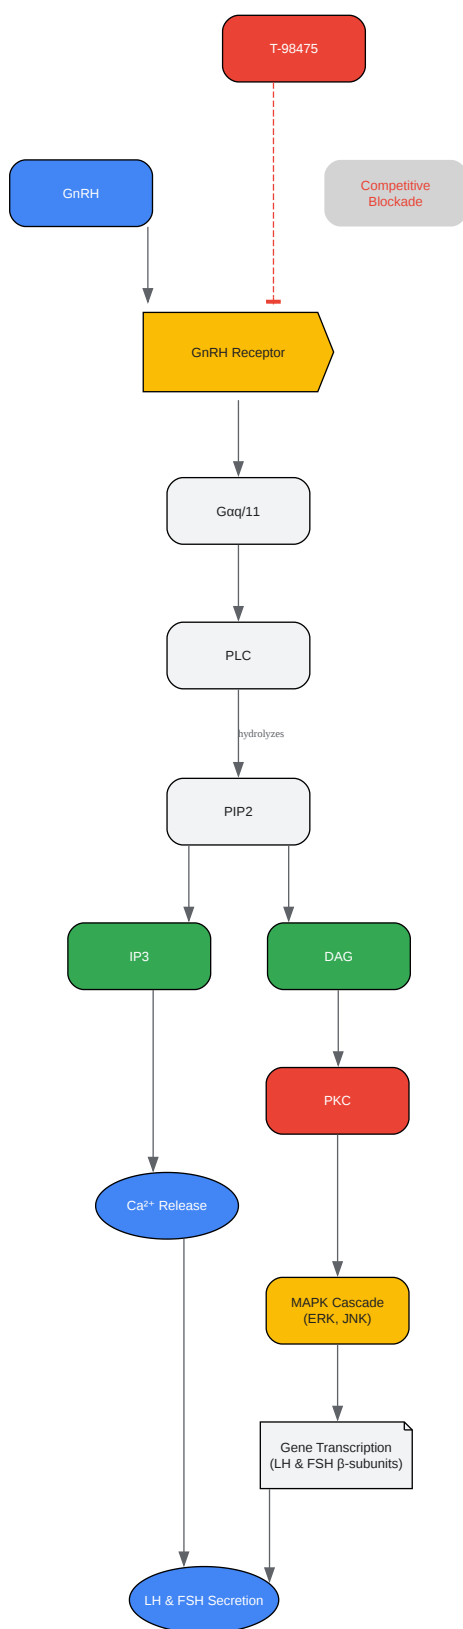 T-98475
GnRH
Competitive
Blockade
GnRH Receptor
Gαq/11
PLC
hydrolyzes
PIP2
IP3
DAG
PKC
Ca²⁺ Release
MAPK Cascade
(ERK, JNK)
Gene Transcription
(LH & FSH β-subunits)
LH & FSH Secretion